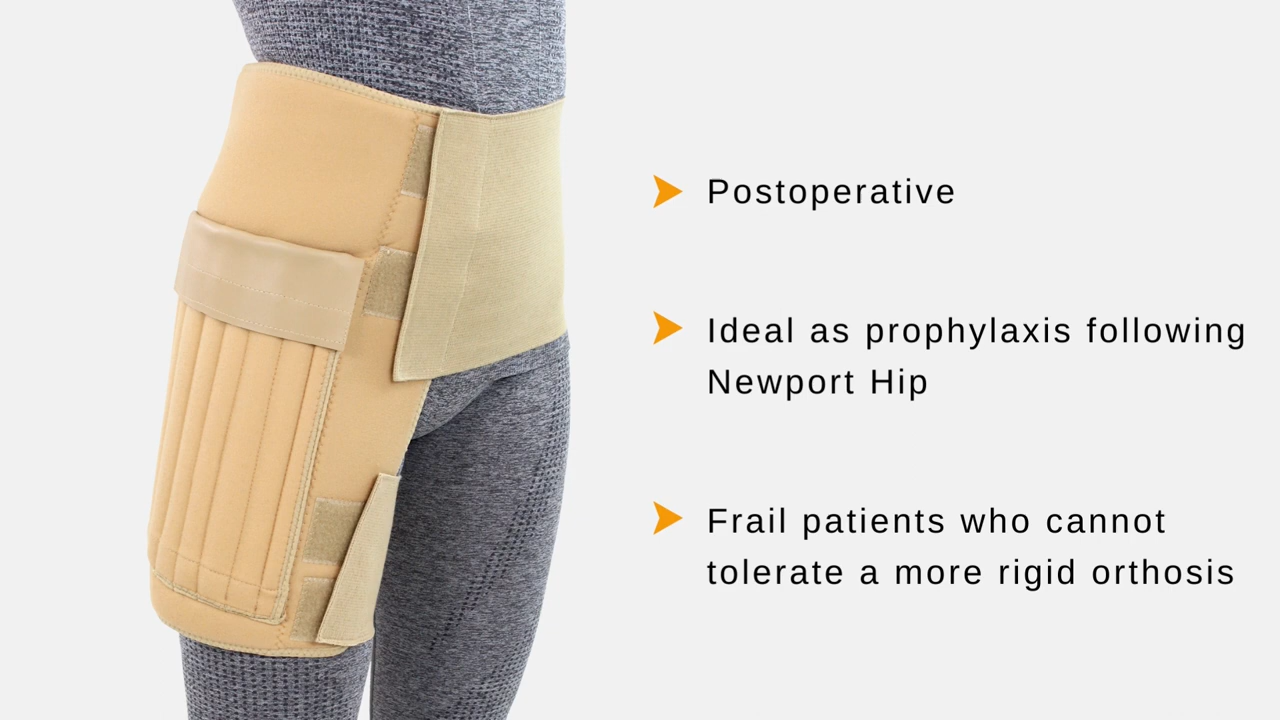 Postoperative
Ideal as prophylaxis following
Newport Hip
Frail patients who cannot
tolerate a more rigid orthosis